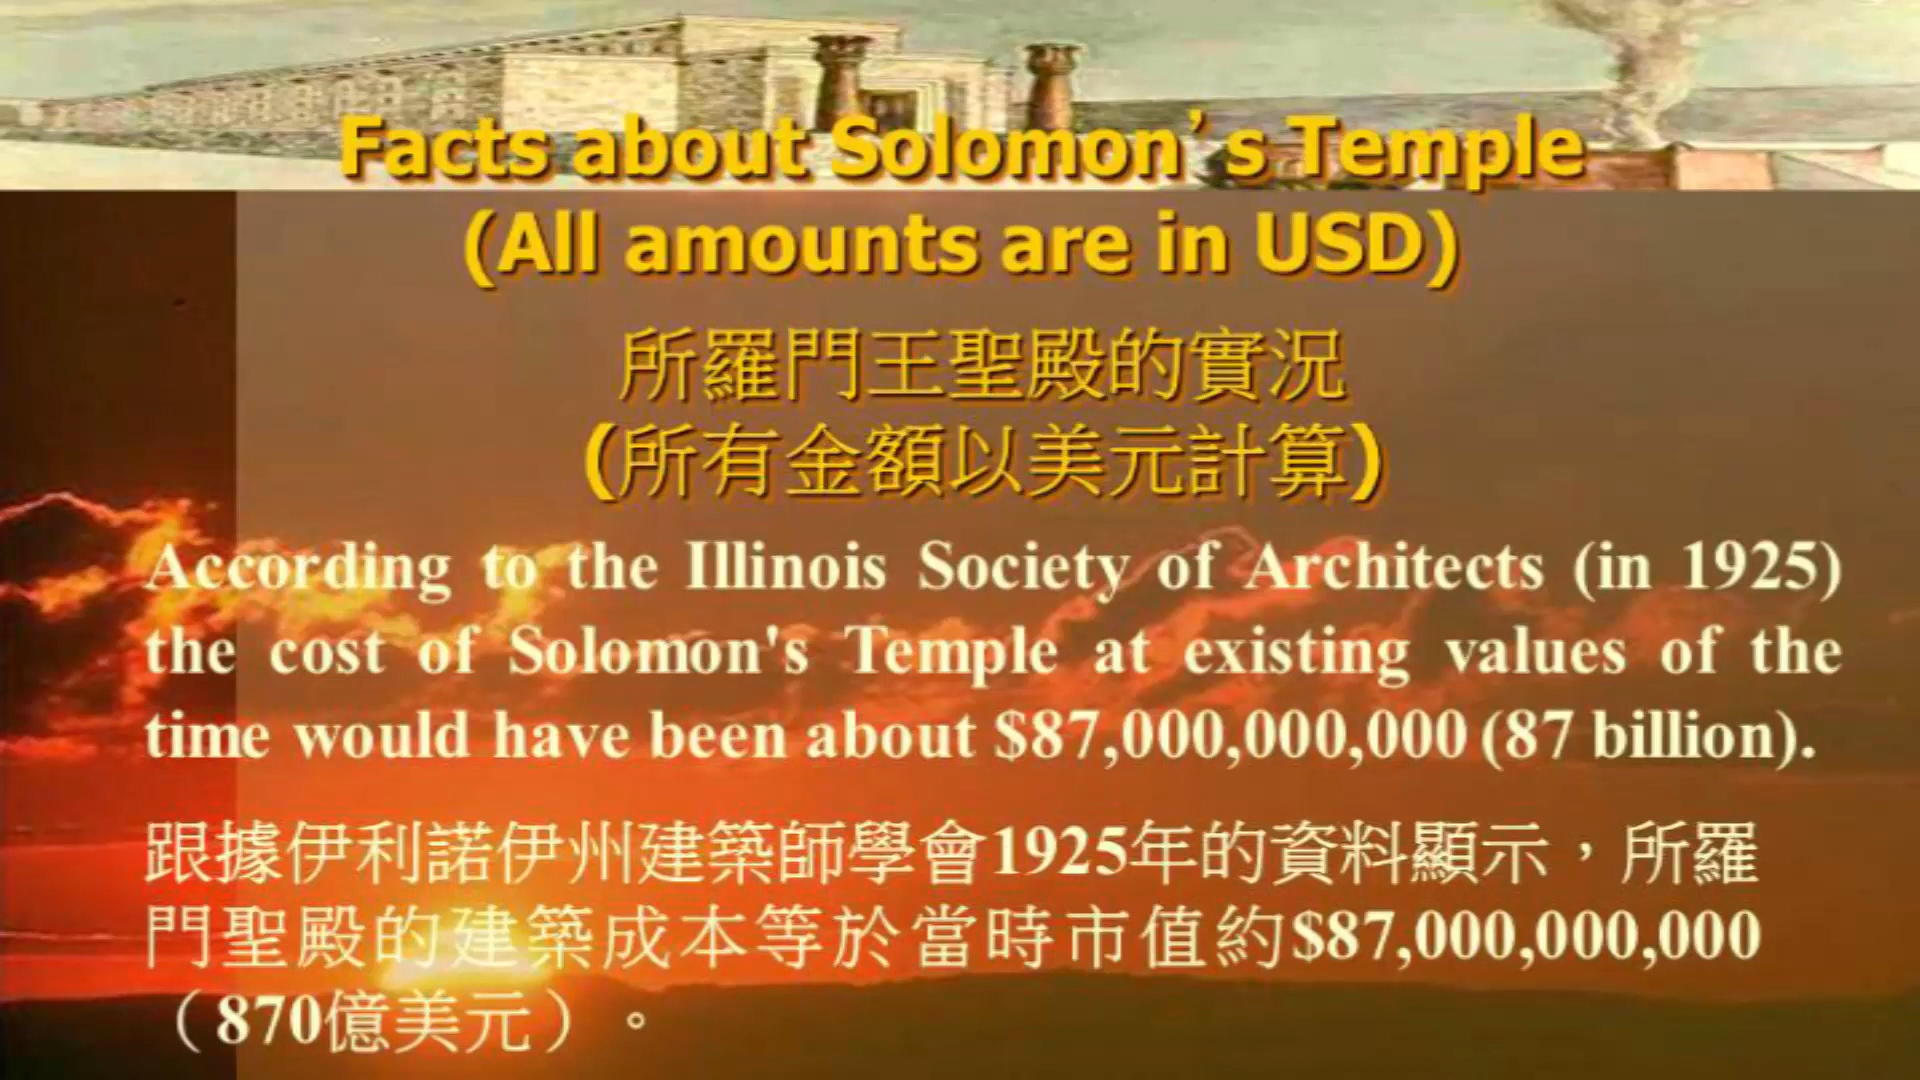 Facts about Solomon’s Temple
(All amounts are in USD)
所羅門王聖殿的實況
(所有金額以美元計算)
According to the Illinois Society of Architects (in 1925)
the cost of Solomon's Temple at existing values of the
time would have been about $87,000,000,000 (87 billion).
跟據伊利諾伊州建築師學會1925年的資料顯示，所羅
門聖殿的建築成本等於當時市值約$87,000,000,000
（870億美元）。